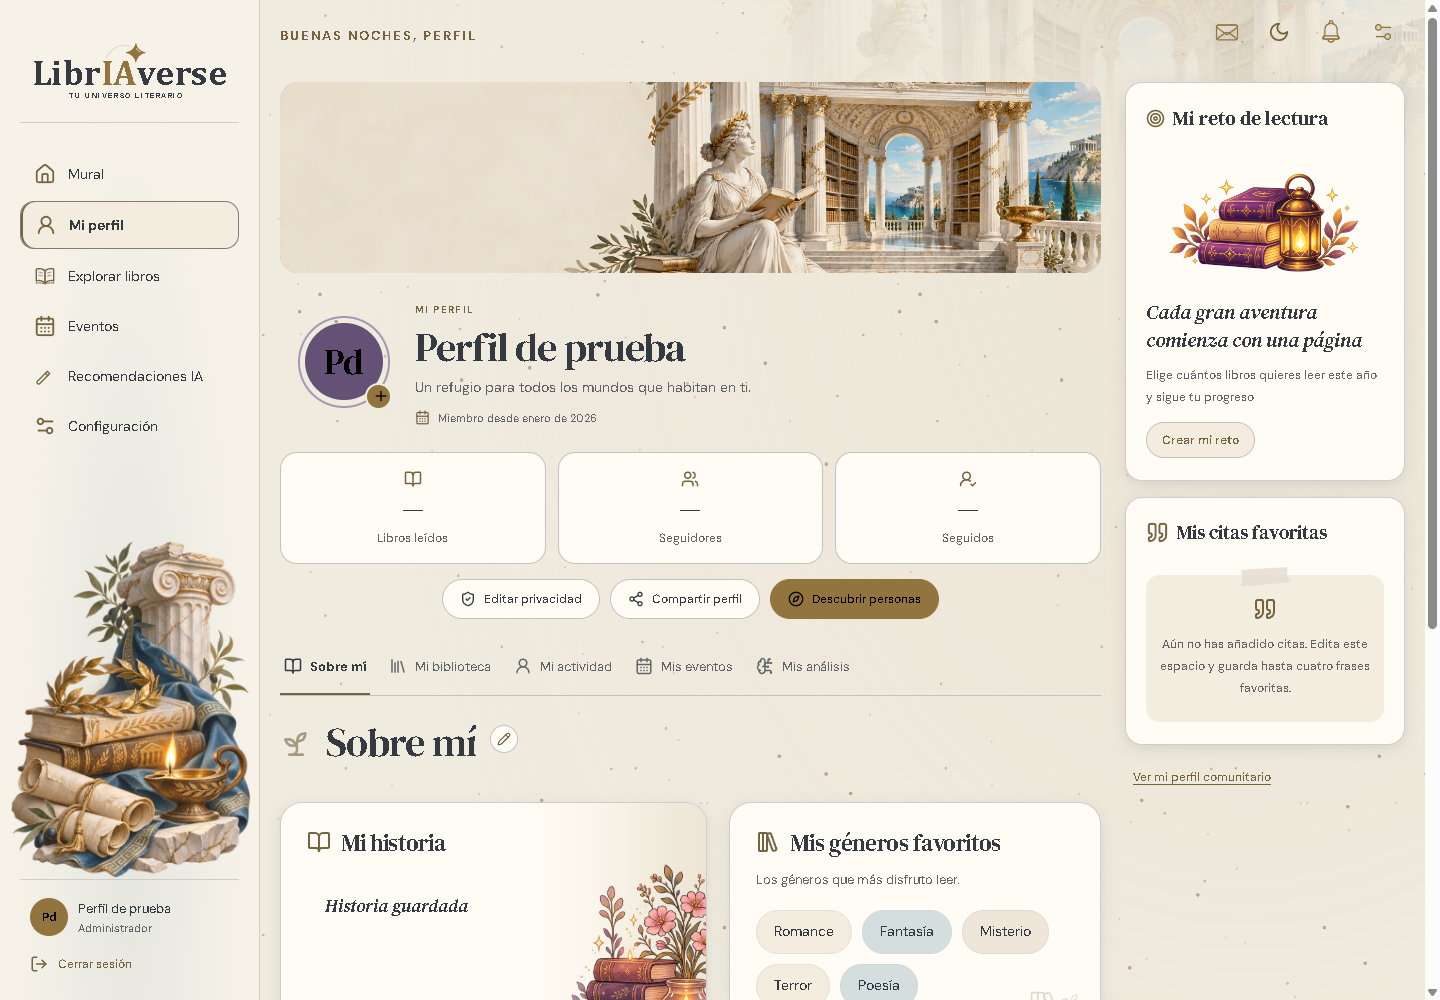 LibrIAverse
TU UNIVERSO LITERARIO
Mural
Mi perfil
Explorar libros
Eventos
Recomendaciones IA
Configuración
Perfil de prueba
Pd
Administrador
Cerrar sesión
BUENAS NOCHES, PERFIL
MI PERFIL
Pd
Perfil de prueba
Un refugio para todos los mundos que habitan en ti.
Miembro desde enero de 2026
—
Libros leídos
—
Seguidores
—
Seguidos
Editar privacidad
Compartir perfil
Descubrir personas
Sobre mí
Mi biblioteca
Mi actividad
Mis eventos
Mis análisis
Sobre mí
Mi historia
Historia guardada
Mis géneros favoritos
Los géneros que más disfruto leer.
Romance
Fantasía
Misterio
Terror
Poesía
Mi reto de lectura
Cada gran aventura
comienza con una página
Elige cuántos libros quieres leer este año
y sigue tu progreso
Crear mi reto
Mis citas favoritas
Aún no has añadido citas. Edita este
espacio y guarda hasta cuatro frases
favoritas.
Ver mi perfil comunitario